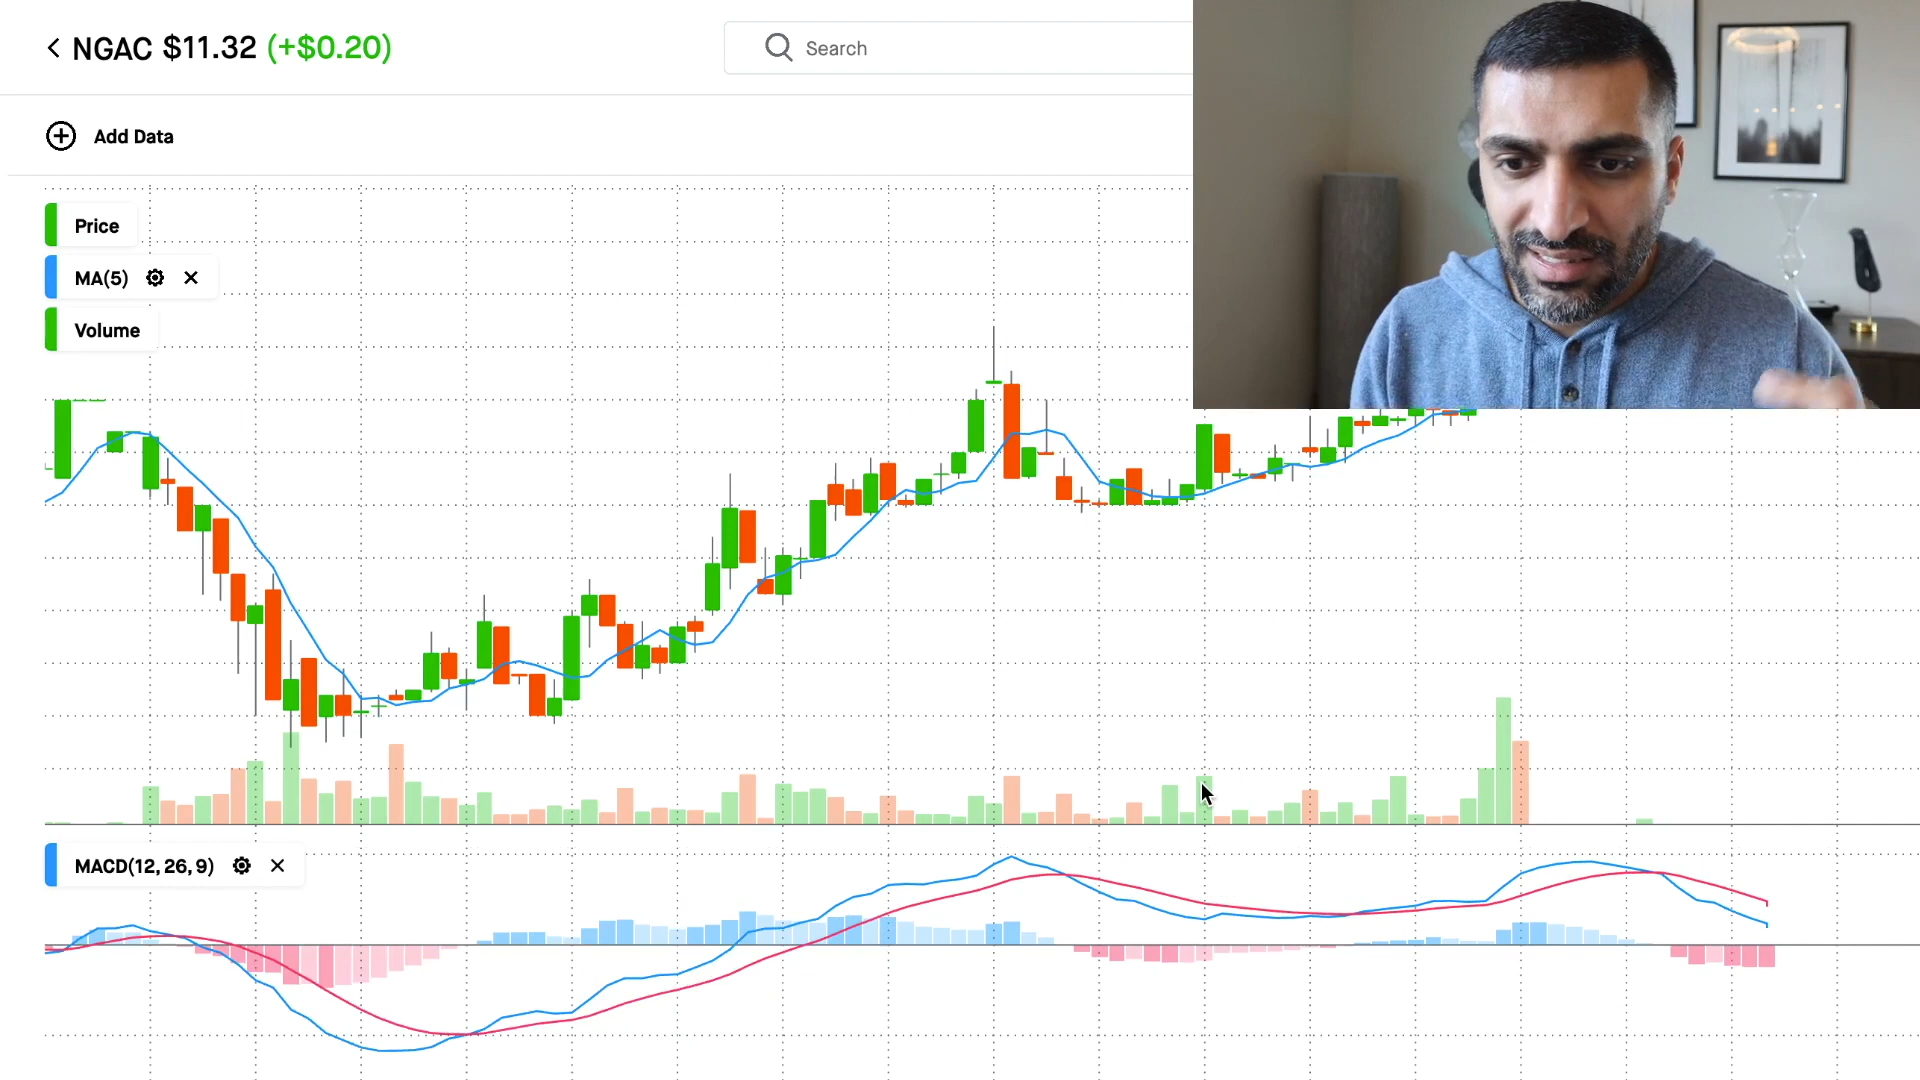 NGAC $11.32 (+$0.20)
Search
Add Data
Price
MA(5)
Volume
MACD(12, 26, 9)